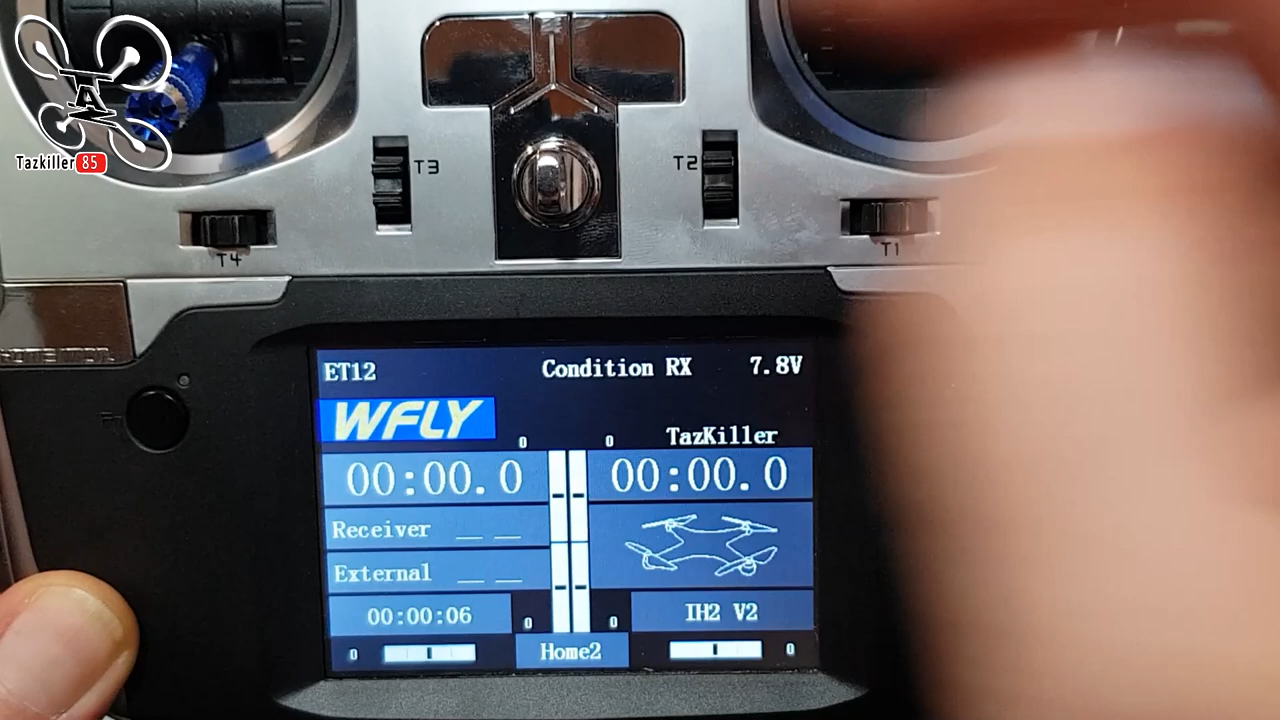 A
Tazkiller 85
T3
T2
T4
T1
ET12
Condition RX
7.8V
WFLY
0
0
TazKiller
00:00.0
00:00.0
Receiver __ __
External __ __
00:00:06
0
0
IH2 V2
0
Home2
0